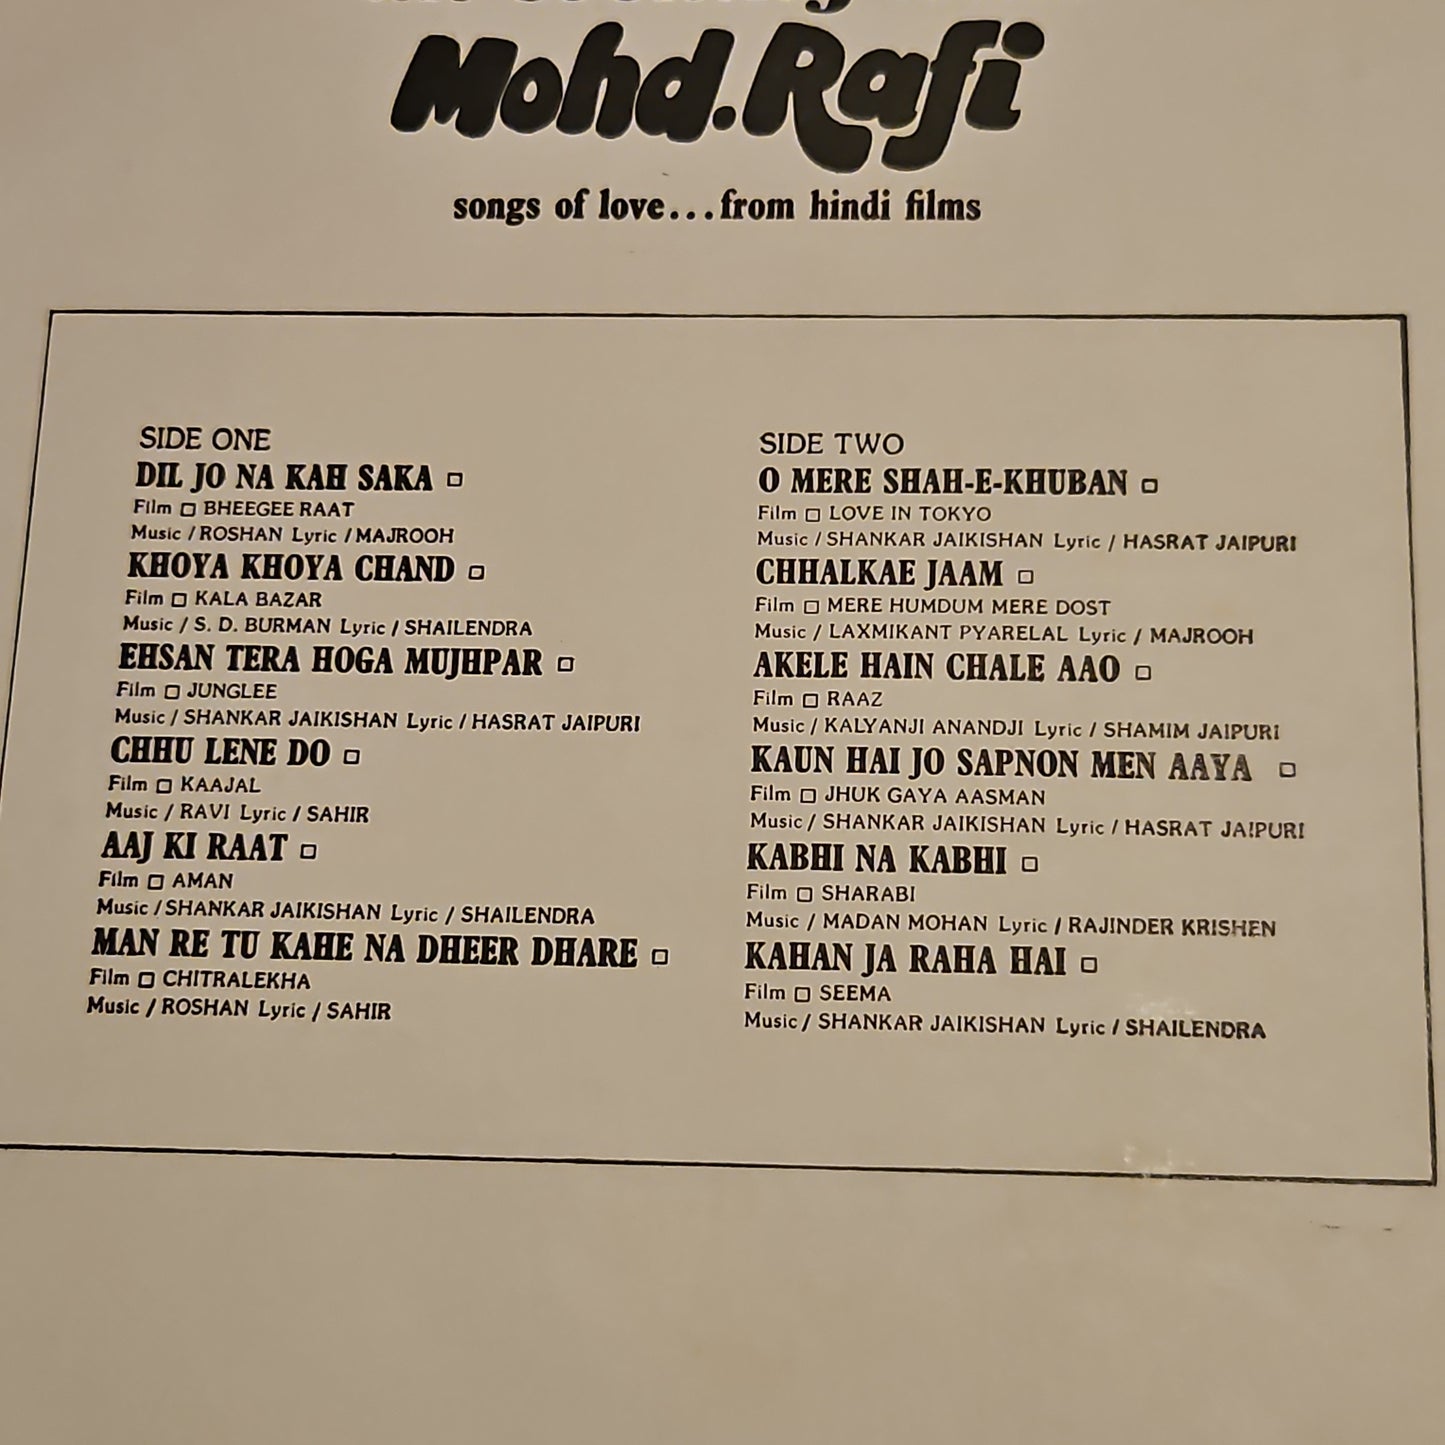 Mohd. Rafi
songs of love...from hindi films
SIDE ONE
DIL JO NA KAH SAKA □
Film □ BHEEGEE RAAT
Music / ROSHAN Lyric / MAJROOH
KHOYA KHOYA CHAND □
Film □ KALA BAZAR
Music / S. D. BURMAN Lyric / SHAILENDRA
EHSAN TERA HOGA MUJHPAR □
Film □ JUNGLEE
Music / SHANKAR JAIKISHAN Lyric / HASRAT JAIPURI
CHHU LENE DO □
Film □ KAAJAL
Music / RAVI Lyric / SAHIR
AAJ KI RAAT □
Film □ AMAN
Music / SHANKAR JAIKISHAN Lyric / SHAILENDRA
MAN RE TU KAHE NA DHEER DHARE □
Film □ CHITRALEKHA
Music / ROSHAN Lyric / SAHIR
SIDE TWO
O MERE SHAH-E-KHUBAN □
Film □ LOVE IN TOKYO
Music / SHANKAR JAIKISHAN Lyric / HASRAT JAIPURI
CHHALKAE JAAM □
Film □ MERE HUMDUM MERE DOST
Music / LAXMIKANT PYARELAL Lyric / MAJROOH
AKELE HAIN CHALE AAO □
Film □ RAAZ
Music / KALYANJI ANANDJI Lyric / SHAMIM JAIPURI
KAUN HAI JO SAPNON MEN AAYA □
Film □ JHUK GAYA AASMAN
Music / SHANKAR JAIKISHAN Lyric / HASRAT JAIPURI
KABHI NA KABHI □
Film □ SHARABI
Music / MADAN MOHAN Lyric / RAJINDER KRISHEN
KAHAN JA RAHA HAI □
Film □ SEEMA
Music / SHANKAR JAIKISHAN Lyric / SHAILENDRA